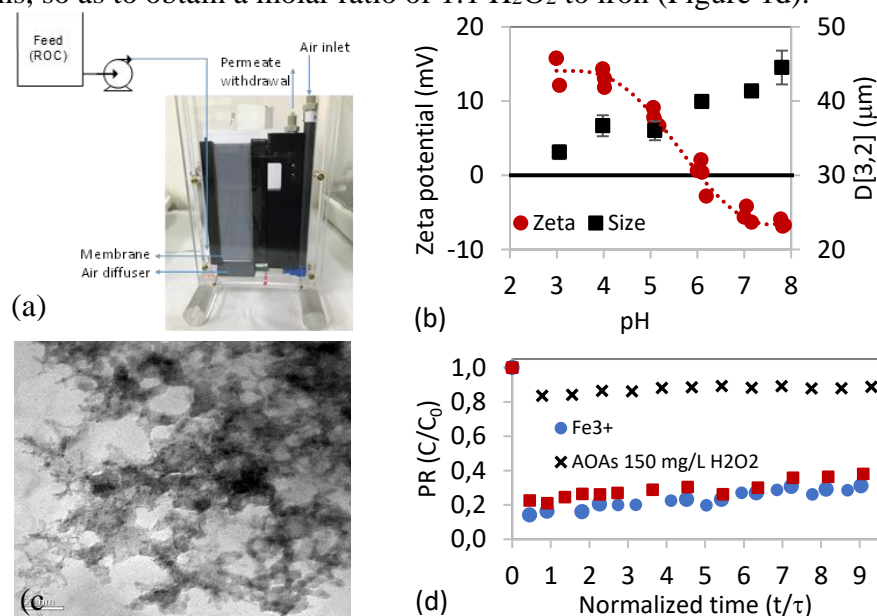 ns, so as to obtain a molar ratio of 1:1 H₂O₂ to iron (Figure 1d).
Feed
(ROC)
Permeate
withdrawal
Air inlet
Membrane
Air diffuser
(a)
Zeta potential (mV)
20
10
0
-10
50
40
30
20
D[3,2] (μm)
Zeta
Size
2 3 4 5 6 7 8
pH
(b)
(c
PR (C/C₀)
1,0
0,8
0,6
0,4
0,2
0,0
Fe3+
AOAs 150 mg/L H2O2
0 1 2 3 4 5 6 7 8 9
Normalized time (t/τ)
(d)